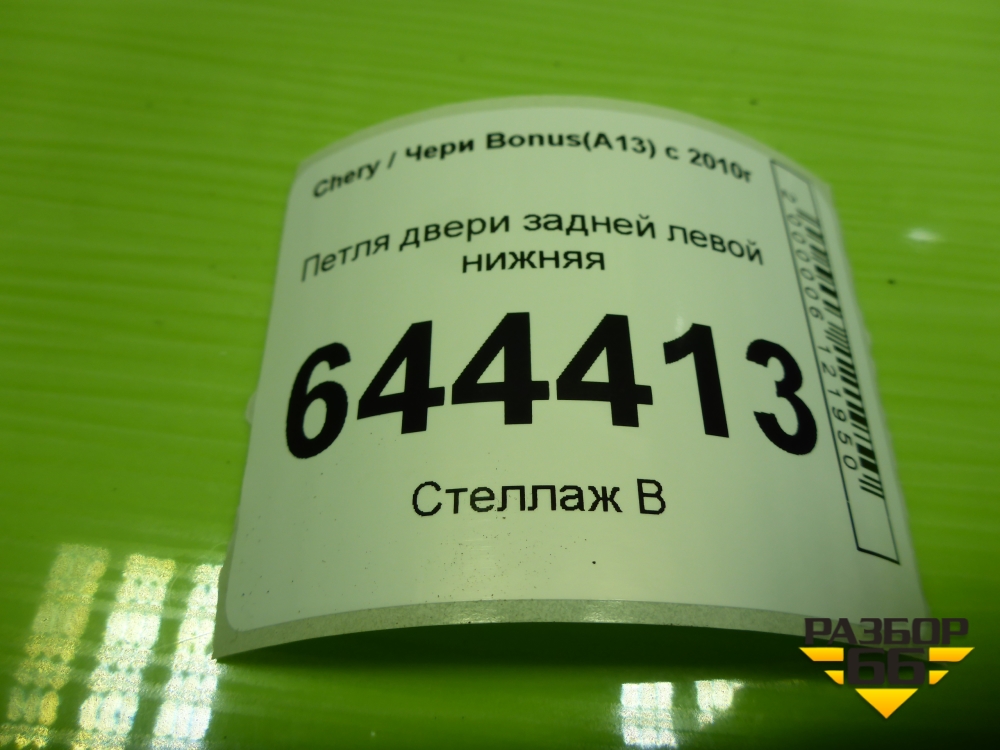 Chery / Чери Bonus(A13) с 2010г
Петля двери задней левой
нижняя
644413
Стеллаж В
2000006121950
РАЗБОР
66